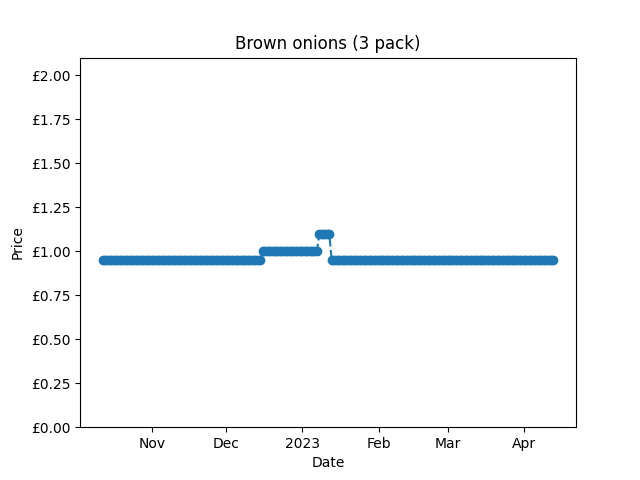 Brown onions (3 pack)
£2.00
£1.75
£1.50
£1.25
£1.00
£0.75
£0.50
£0.25
£0.00
Price
Nov Dec 2023 Feb Mar Apr
Date